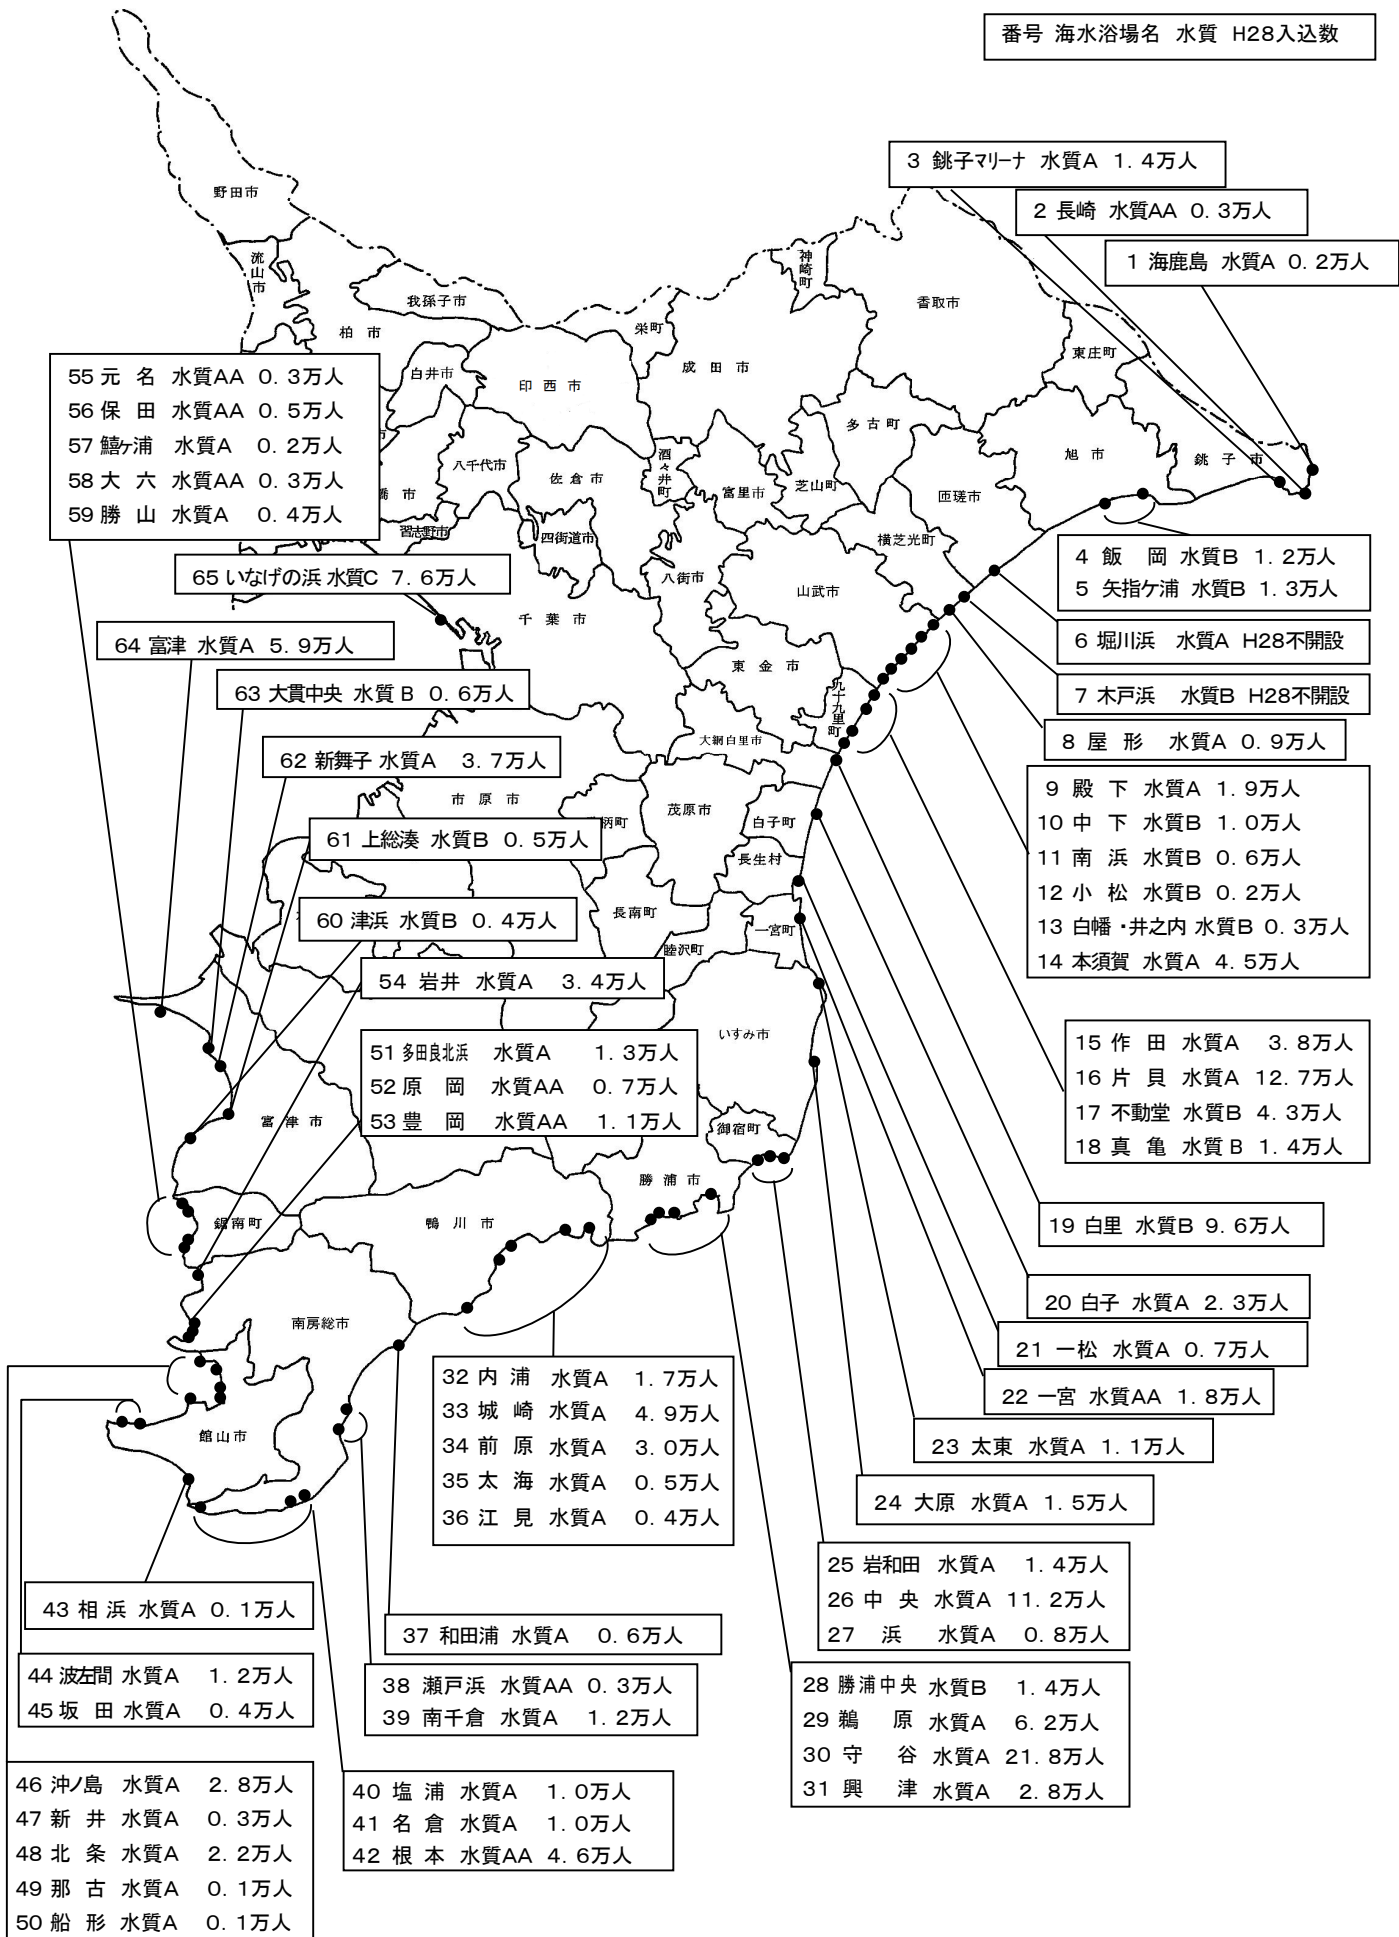 番号 海水浴場名 水質 H28入込数
3 銚子マリーナ 水質A 1.4万人
2 長崎 水質AA 0.3万人
1 海鹿島 水質A 0.2万人
野田市
流山市
我孫子市
柏市
神崎町
香取市
栄町
成田市
東庄町
白井市
印西市
多古町
旭市
銚子市
八千代市
佐倉市
酒々井町
富里市
芝山町
匝瑳市
橋市
習志野市
四街道市
八街市
横芝光町
山武市
千葉市
東金市
九十九里町
大網白里市
市原市
茂原市
白子町
長生村
長南町
一宮町
睦沢町
いすみ市
御宿町
富津市
勝浦市
鋸南町
鴨川市
南房総市
館山市
55 元名 水質AA 0.3万人
56 保田 水質AA 0.5万人
57 鱚ヶ浦 水質A 0.2万人
58 大六 水質AA 0.3万人
59 勝山 水質A 0.4万人
65 いなげの浜 水質C 7.6万人
64 富津 水質A 5.9万人
63 大貫中央 水質B 0.6万人
62 新舞子 水質A 3.7万人
61 上総湊 水質B 0.5万人
60 津浜 水質B 0.4万人
54 岩井 水質A 3.4万人
51 多田良北浜 水質A 1.3万人
52 原岡 水質AA 0.7万人
53 豊岡 水質AA 1.1万人
4 飯岡 水質B 1.2万人
5 矢指ケ浦 水質B 1.3万人
6 堀川浜 水質A H28不開設
7 木戸浜 水質B H28不開設
8 屋形 水質A 0.9万人
9 殿下 水質A 1.9万人
10 中下 水質B 1.0万人
11 南浜 水質B 0.6万人
12 小松 水質B 0.2万人
13 白幡・井之内 水質B 0.3万人
14 本須賀 水質A 4.5万人
15 作田 水質A 3.8万人
16 片貝 水質A 12.7万人
17 不動堂 水質B 4.3万人
18 真亀 水質B 1.4万人
19 白里 水質B 9.6万人
20 白子 水質A 2.3万人
21 一松 水質A 0.7万人
22 一宮 水質AA 1.8万人
23 太東 水質A 1.1万人
24 大原 水質A 1.5万人
25 岩和田 水質A 1.4万人
26 中央 水質A 11.2万人
27 浜 水質A 0.8万人
28 勝浦中央 水質B 1.4万人
29 鵜原 水質A 6.2万人
30 守谷 水質A 21.8万人
31 興津 水質A 2.8万人
32 内浦 水質A 1.7万人
33 城崎 水質A 4.9万人
34 前原 水質A 3.0万人
35 太海 水質A 0.5万人
36 江見 水質A 0.4万人
37 和田浦 水質A 0.6万人
38 瀬戸浜 水質AA 0.3万人
39 南千倉 水質A 1.2万人
40 塩浦 水質A 1.0万人
41 名倉 水質A 1.0万人
42 根本 水質AA 4.6万人
43 相浜 水質A 0.1万人
44 波左間 水質A 1.2万人
45 坂田 水質A 0.4万人
46 沖ノ島 水質A 2.8万人
47 新井 水質A 0.3万人
48 北条 水質A 2.2万人
49 那古 水質A 0.1万人
50 船形 水質A 0.1万人